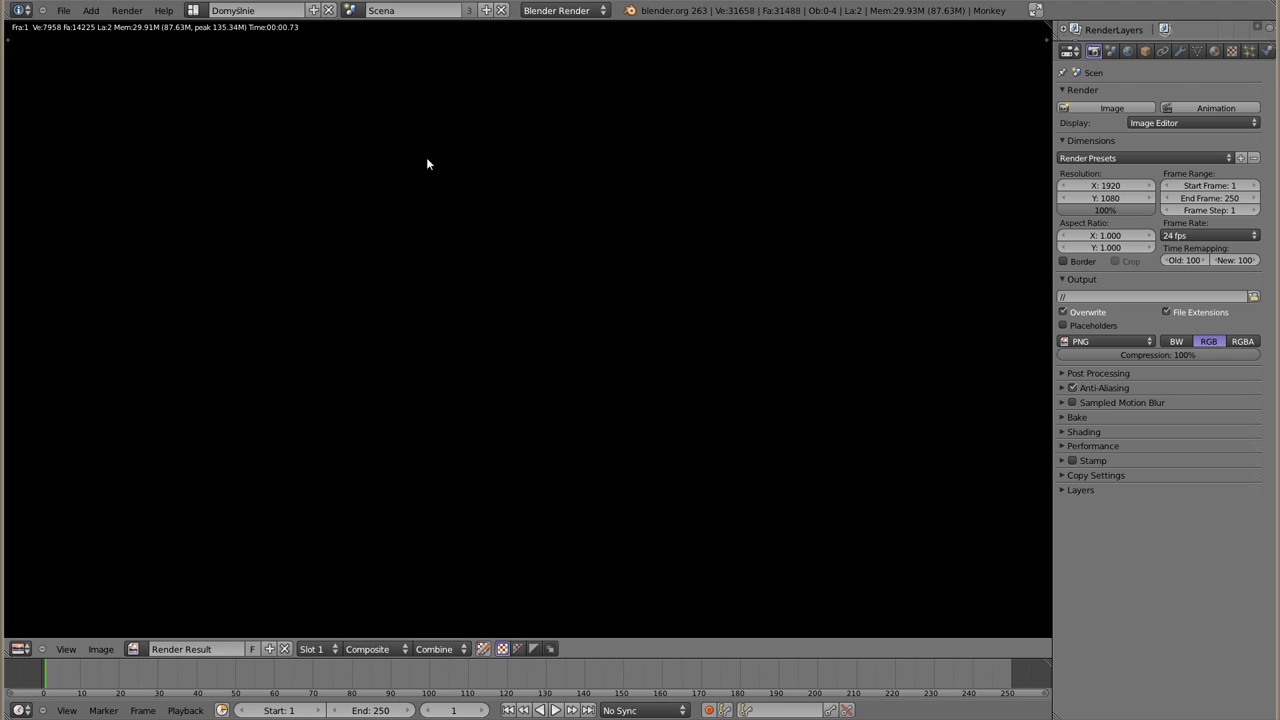 File Add Render Help Domyślnie Scena 3 Blender Render blender.org 263 | Ve:31658 | Fa:31488 | Ob:0-4 | La:2 | Mem:29.93M (87.63M) | Monkey
Fra:1 Ve:7958 Fa:14225 La:2 Mem:29.91M (87.63M, peak 135.34M) Time:00:00.73
RenderLayers
Scen
Render
Image Animation
Display: Image Editor
Dimensions
Render Presets
Resolution: Frame Range:
X: 1920 Start Frame: 1
Y: 1080 End Frame: 250
100% Frame Step: 1
Aspect Ratio: Frame Rate:
X: 1.000 24 fps
Y: 1.000 Time Remapping:
Border Crop Old: 100 New: 100
Output
//
Overwrite File Extensions
Placeholders
PNG BW RGB RGBA
Compression: 100%
Post Processing
Anti-Aliasing
Sampled Motion Blur
Bake
Shading
Performance
Stamp
Copy Settings
Layers
View Image Render Result F Slot 1 Composite Combine
0 10 20 30 40 50 60 70 80 90 100 110 120 130 140 150 160 170 180 190 200 210 220 230 240 250
View Marker Frame Playback Start: 1 End: 250 1 No Sync